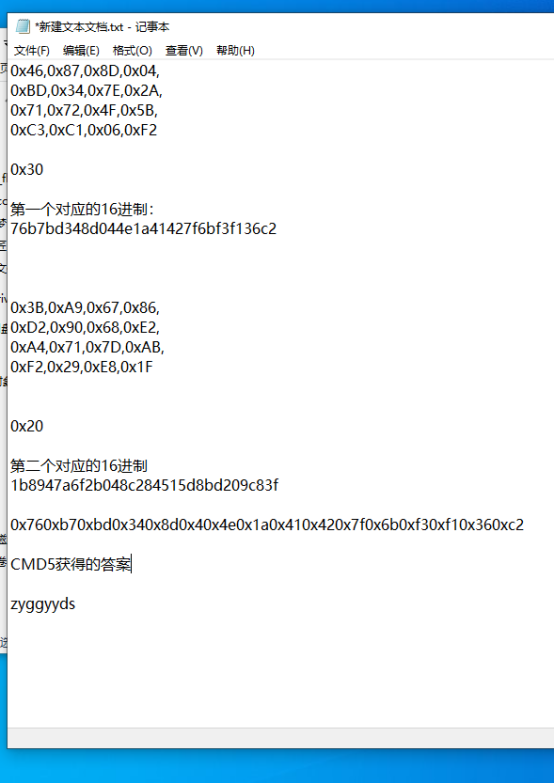 *新建文本文档.txt - 记事本
文件(F) 编辑(E) 格式(O) 查看(V) 帮助(H)
0x46,0x87,0x8D,0x04,
0xBD,0x34,0x7E,0x2A,
0x71,0x72,0x4F,0x5B,
0xC3,0xC1,0x06,0xF2
0x30
第一个对应的16进制：
76b7bd348d044e1a41427f6bf3f136c2
0x3B,0xA9,0x67,0x86,
0xD2,0x90,0x68,0xE2,
0xA4,0x71,0x7D,0xAB,
0xF2,0x29,0xE8,0x1F
0x20
第二个对应的16进制
1b8947a6f2b048c284515d8bd209c83f
0x760xb70xbd0x340x8d0x40x4e0x1a0x410x420x7f0x6b0xf30xf10x360xc2
CMD5获得的答案
zyggyyds